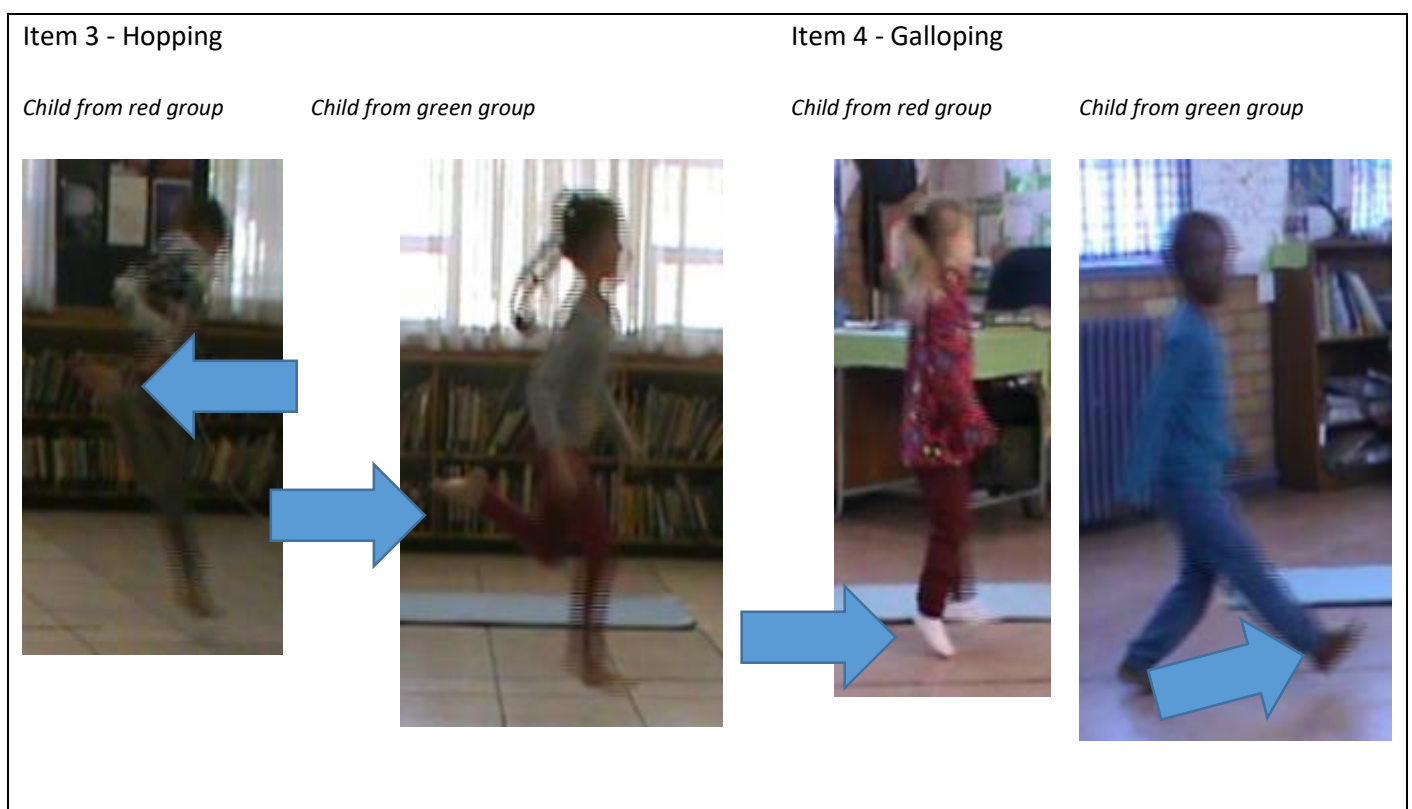 Item 3 - Hopping
Item 4 - Galloping
Child from red group
Child from green group
Child from red group
Child from green group